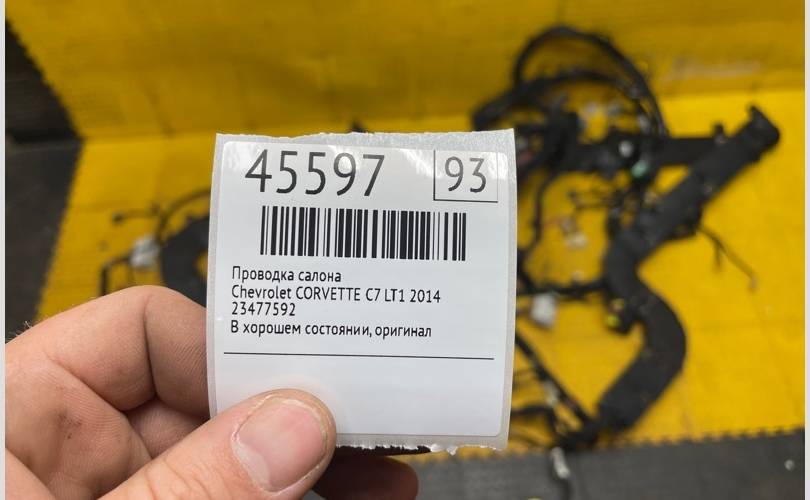 45597 93
Проводка салона
Chevrolet CORVETTE C7 LT1 2014
23477592
В хорошем состоянии, оригинал